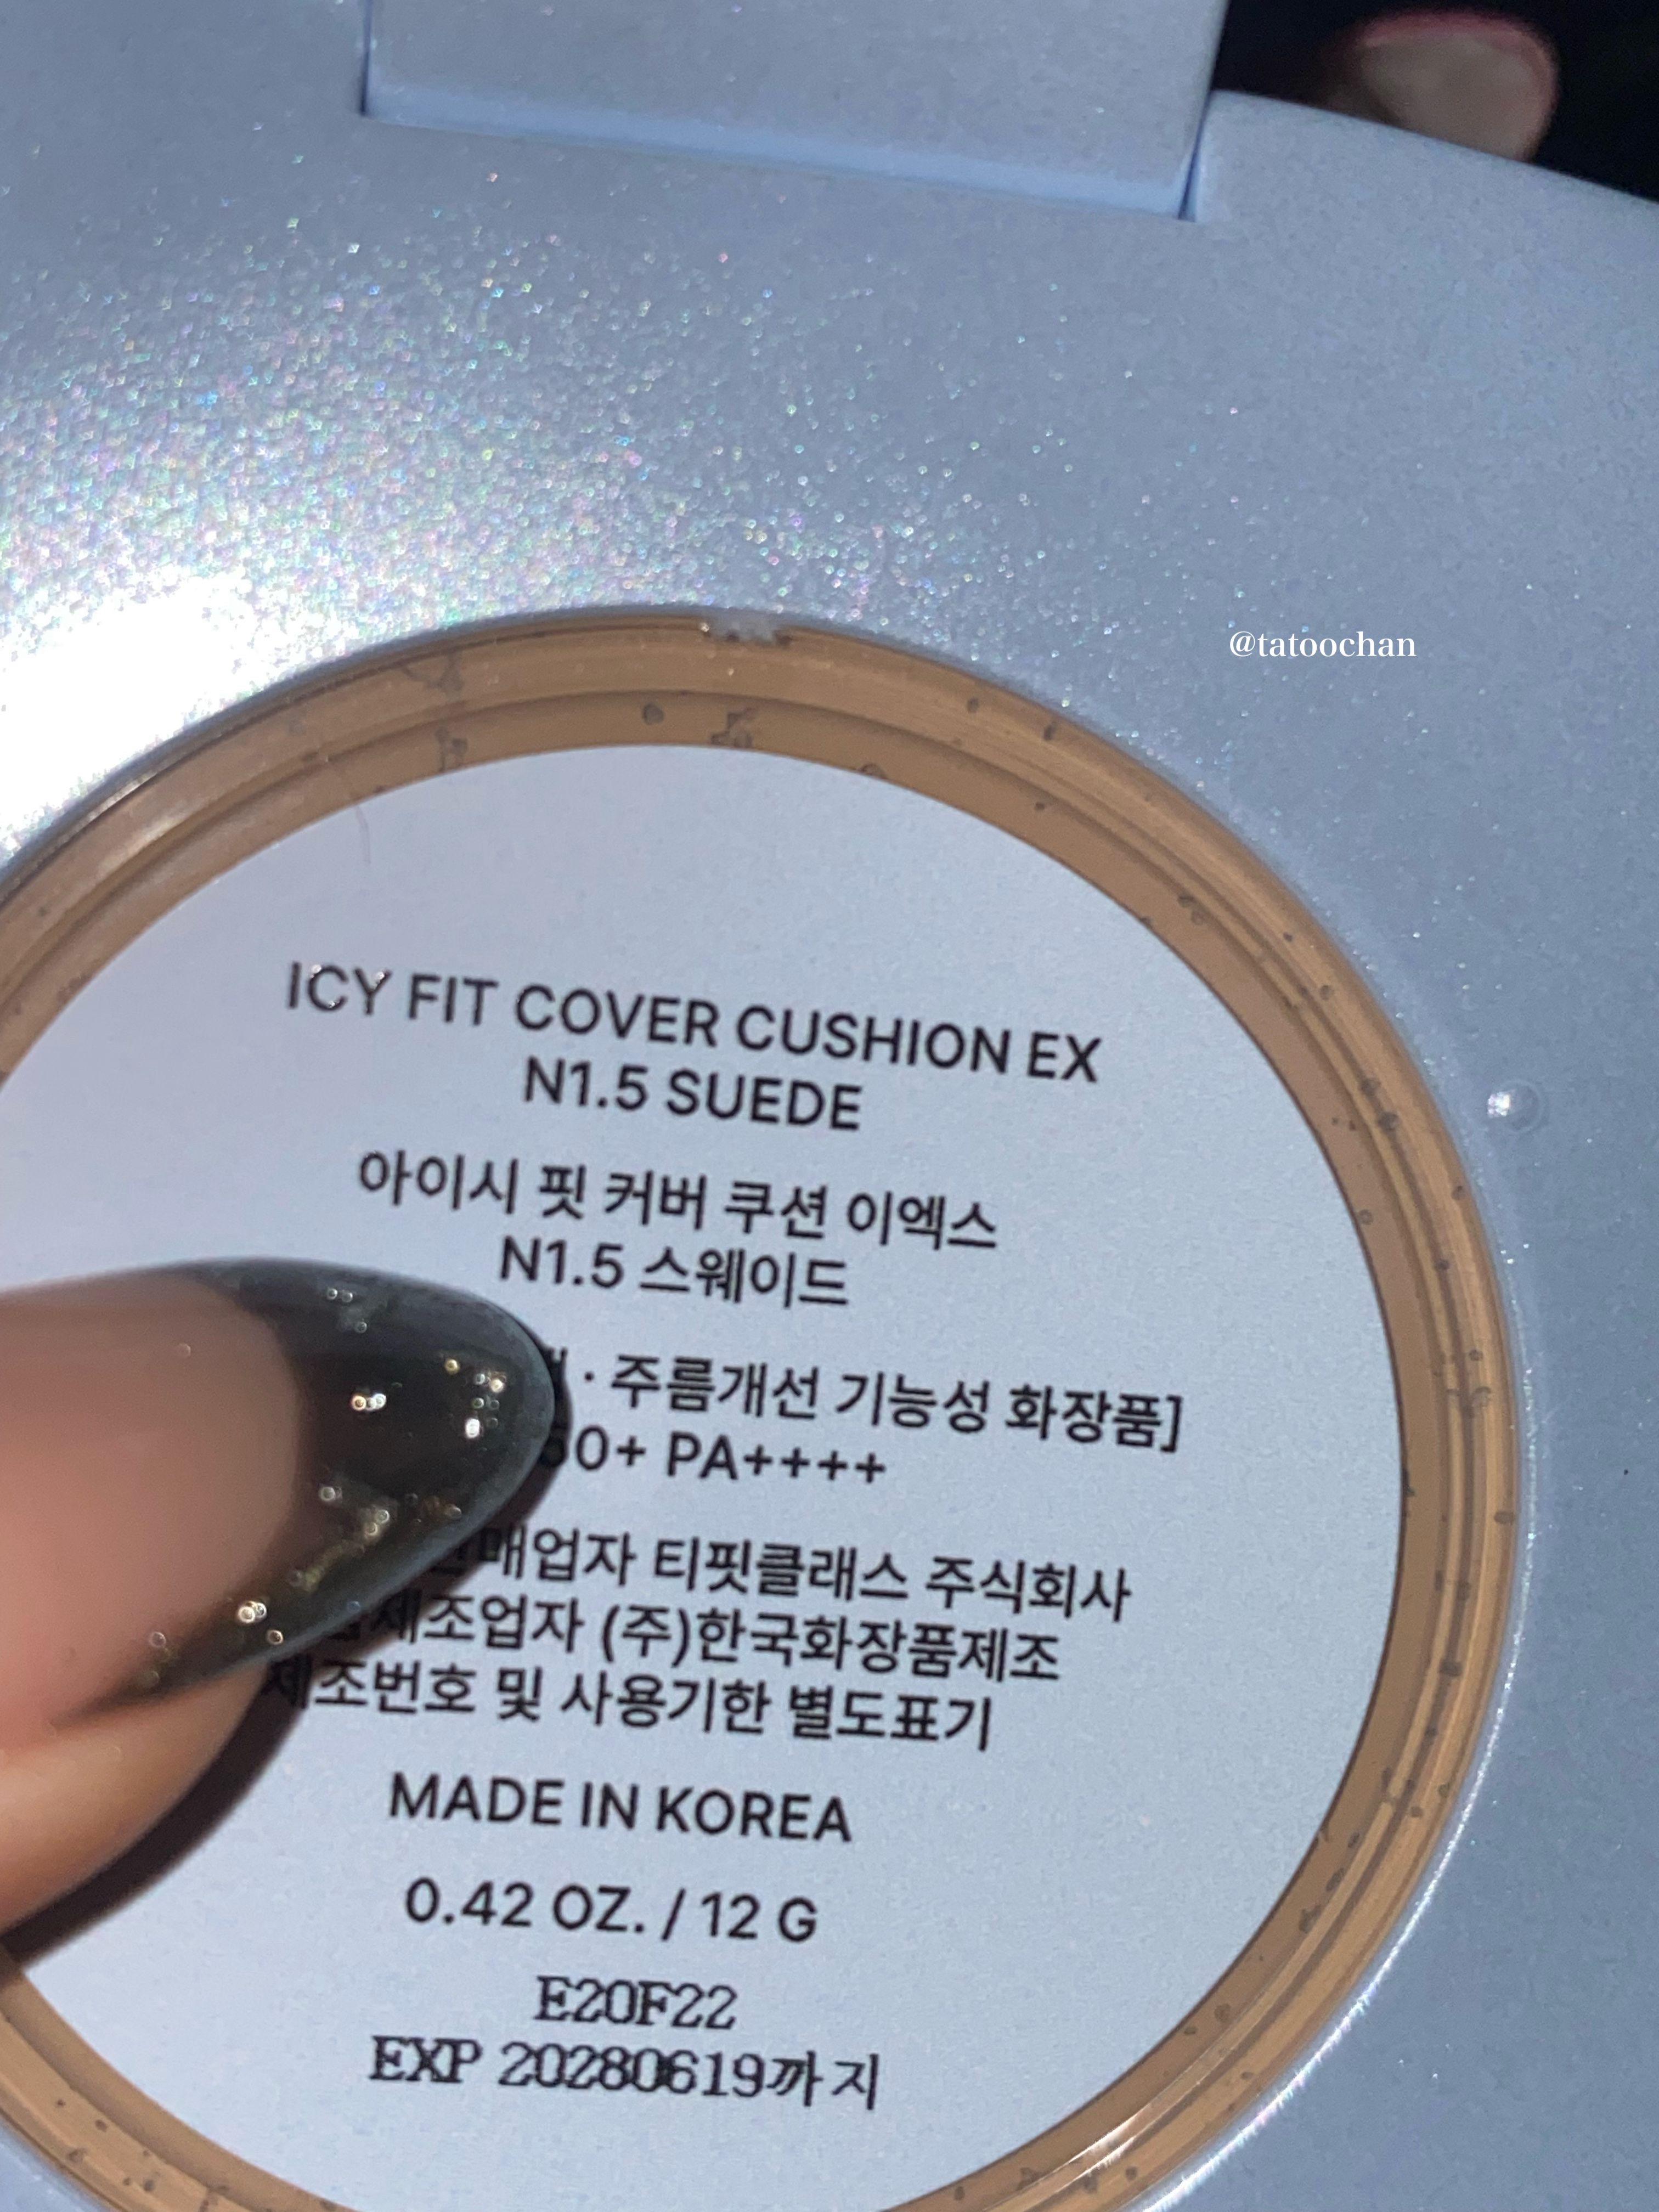 @tatoochan
ICY FIT COVER CUSHION EX
N1.5 SUEDE
아이시 핏 커버 쿠션 이엑스
N1.5 스웨이드
· 주름개선 기능성 화장품]
50+ PA++++
매업자 티핏클래스 주식회사
제조업자 (주)한국화장품제조
제조번호 및 사용기한 별도표기
MADE IN KOREA
0.42 OZ. / 12 G
E20F22
EXP 20280619까지